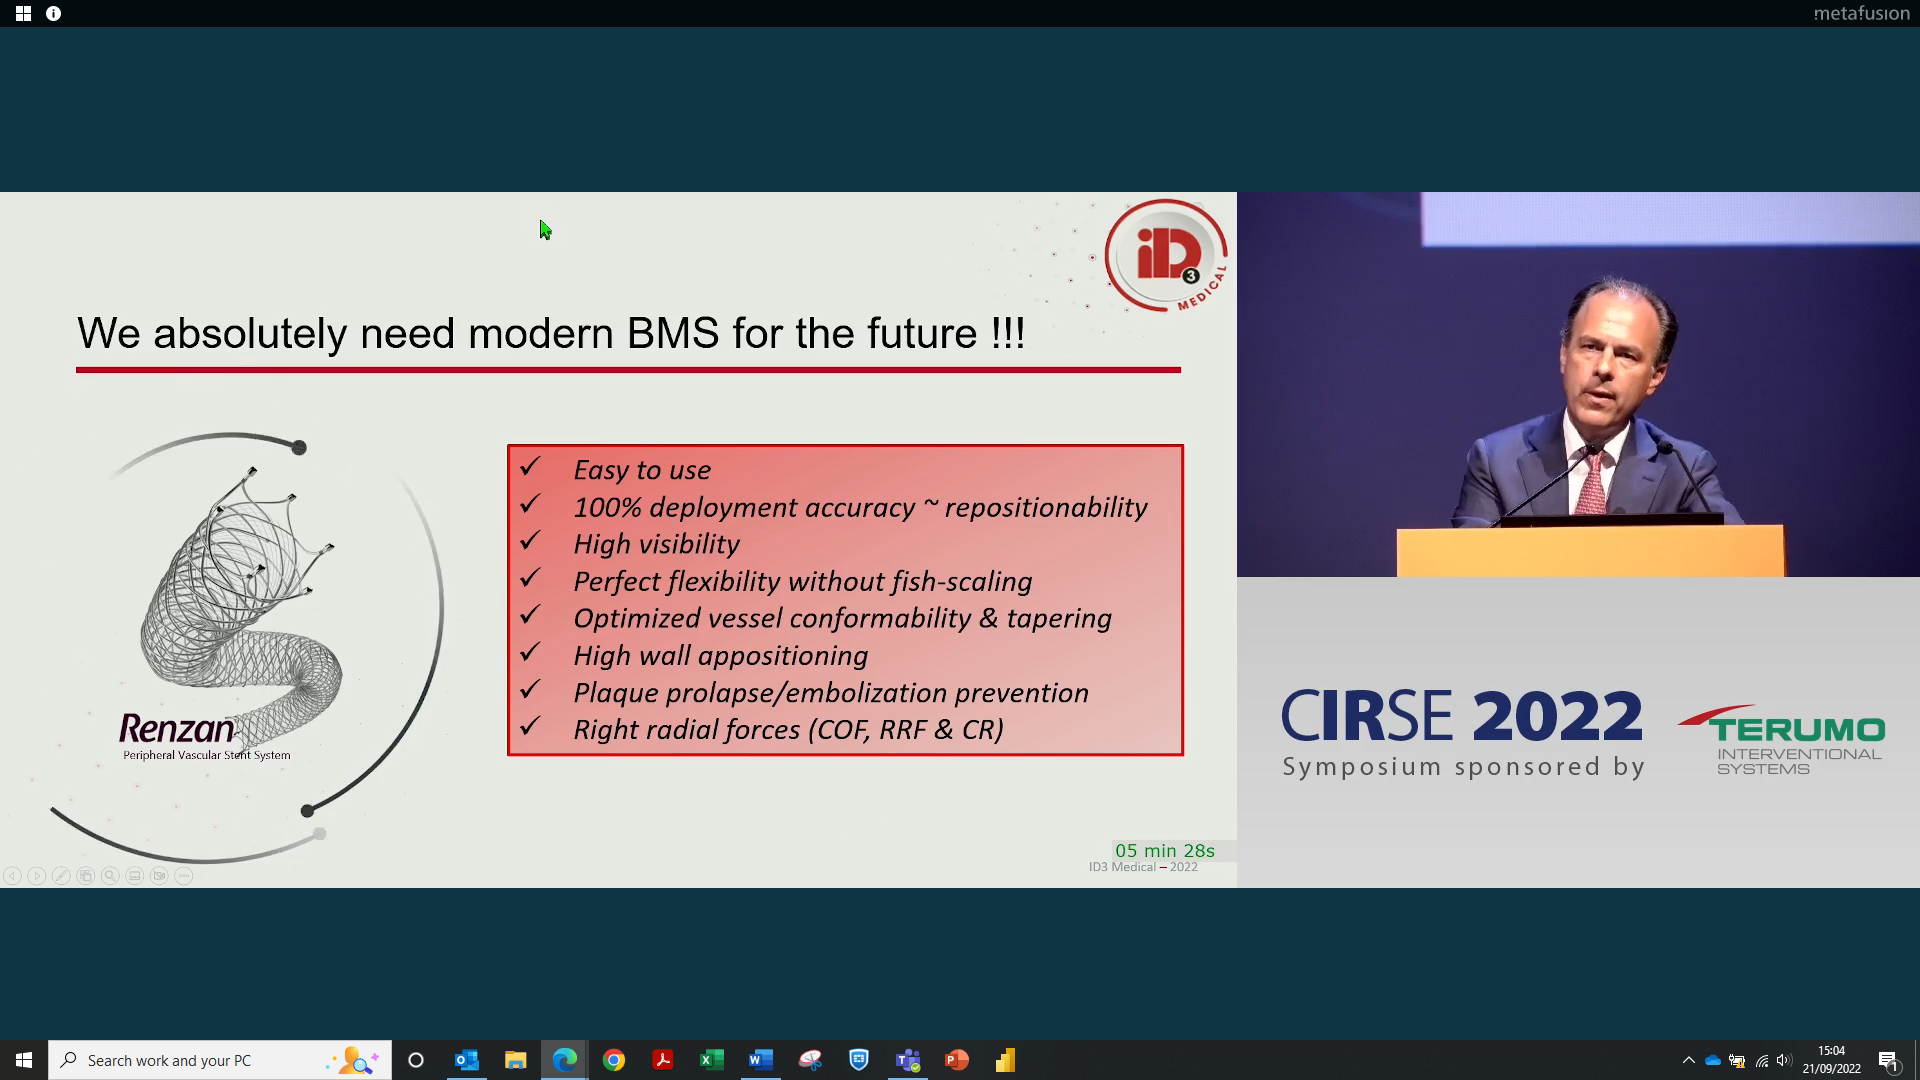 metafusion
iD3
MEDICAL
We absolutely need modern BMS for the future !!!
✓ Easy to use
✓ 100% deployment accuracy ~ repositionability
✓ High visibility
✓ Perfect flexibility without fish-scaling
✓ Optimized vessel conformability & tapering
✓ High wall appositioning
✓ Plaque prolapse/embolization prevention
✓ Right radial forces (COF, RRF & CR)
Renzan
Peripheral Vascular Stent System
05 min 28s
ID3 Medical – 2022
CIRSE 2022
Symposium sponsored by
TERUMO
INTERVENTIONAL
SYSTEMS
Search work and your PC
15:04
21/09/2022
1